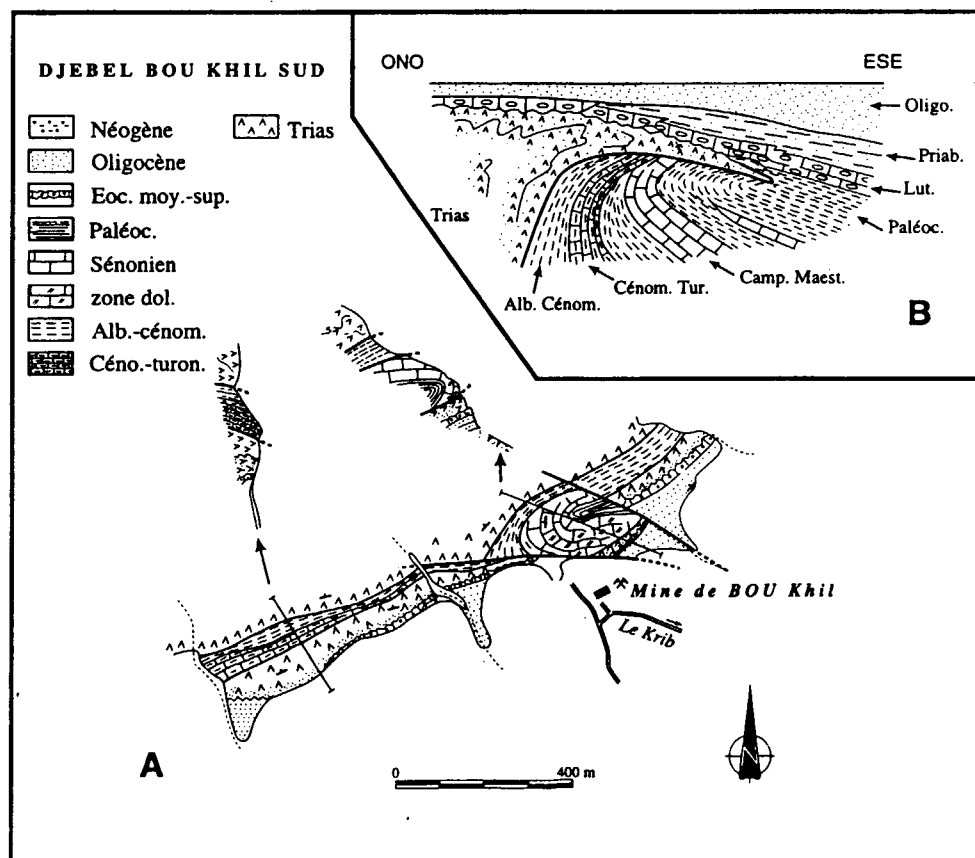 DJEBEL BOU KHIL SUD
Néogène
Trias
Oligocène
Eoc. moy.-sup.
Paléoc.
Sénonien
zone dol.
Alb.-cénom.
Céno.-turon.
ONO
ESE
Oligo.
Priab.
Lut.
Paléoc.
Trias
Camp. Maest.
Cénom. Tur.
Alb. Cénom.
B
Mine de BOU Khil
Le Krib
A
0
400 m
N